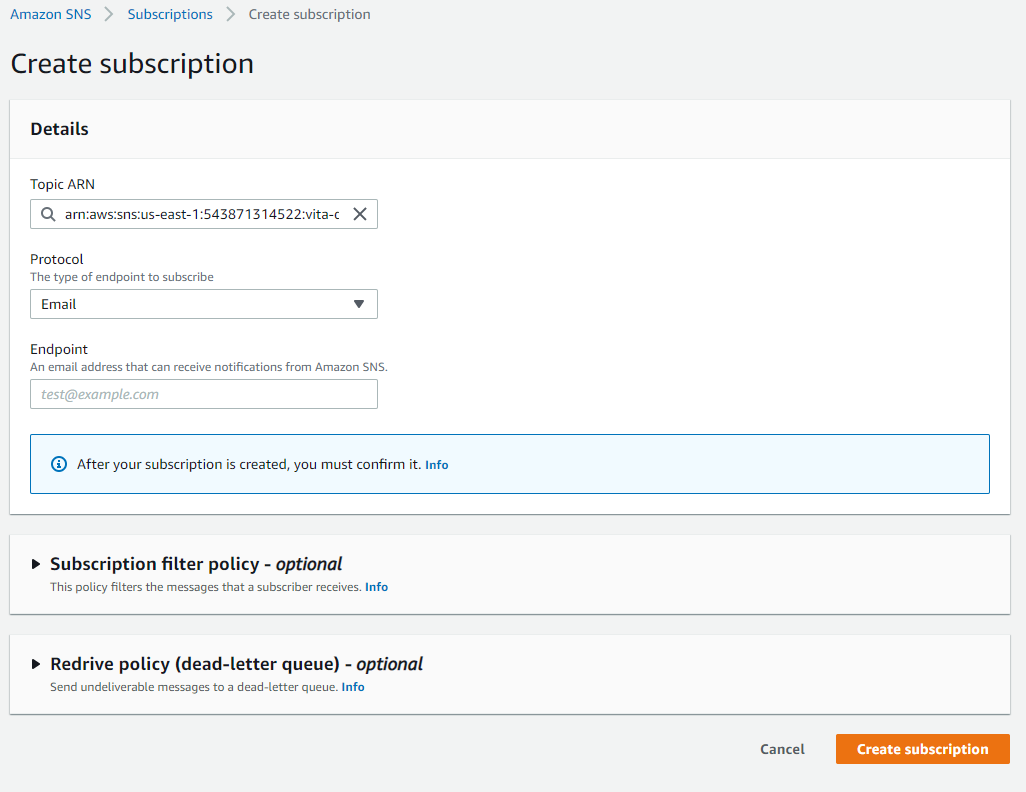 Amazon SNS > Subscriptions > Create subscription
Create subscription
Details
Topic ARN
arn:aws:sns:us-east-1:543871314522:vita-c
Protocol
The type of endpoint to subscribe
Email
Endpoint
An email address that can receive notifications from Amazon SNS.
test@example.com
After your subscription is created, you must confirm it. Info
Subscription filter policy - optional
This policy filters the messages that a subscriber receives. Info
Redrive policy (dead-letter queue) - optional
Send undeliverable messages to a dead-letter queue. Info
Cancel Create subscription